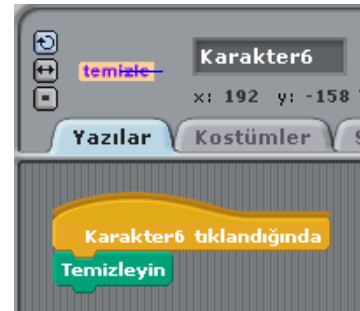 temizle
Karakter6
x: 192 y: -158
Yazılar Kostümler S
Karakter6 tıklandığında
Temizleyin